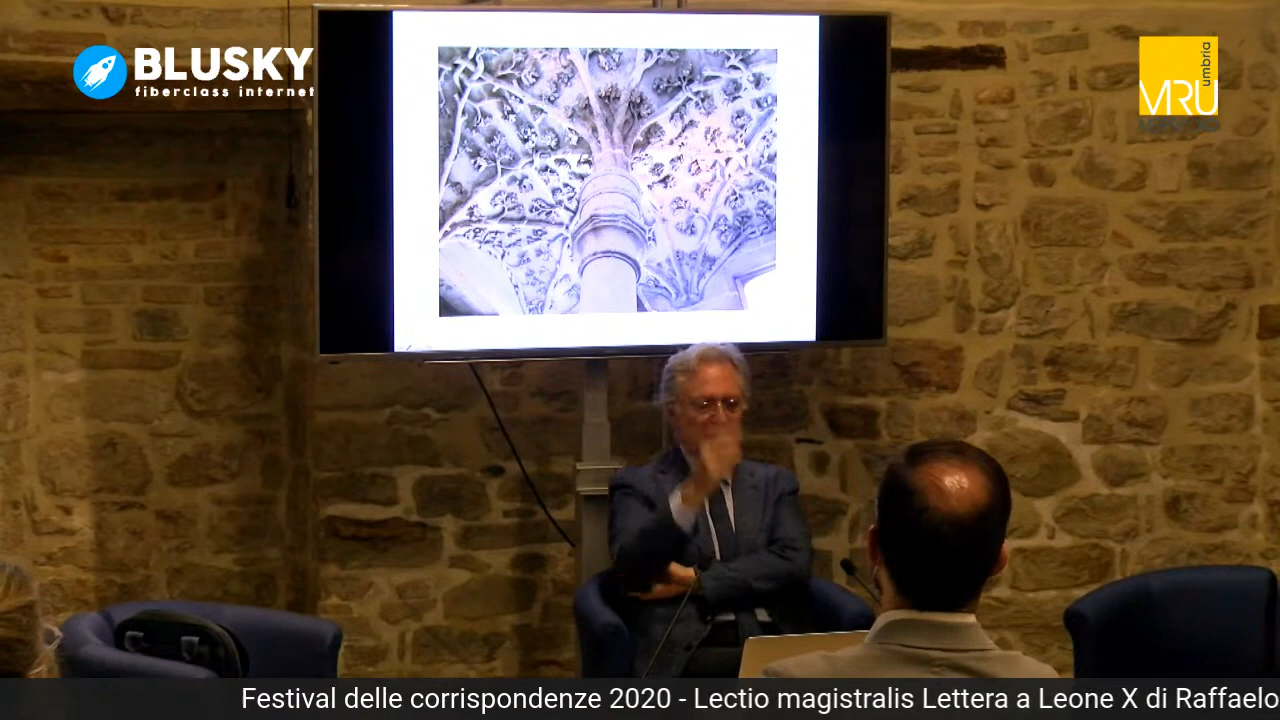 BLUSKY
fiberclass internet
MRU
umbria
Festival delle corrispondenze 2020 - Lectio magistralis Lettera a Leone X di Raffaelo